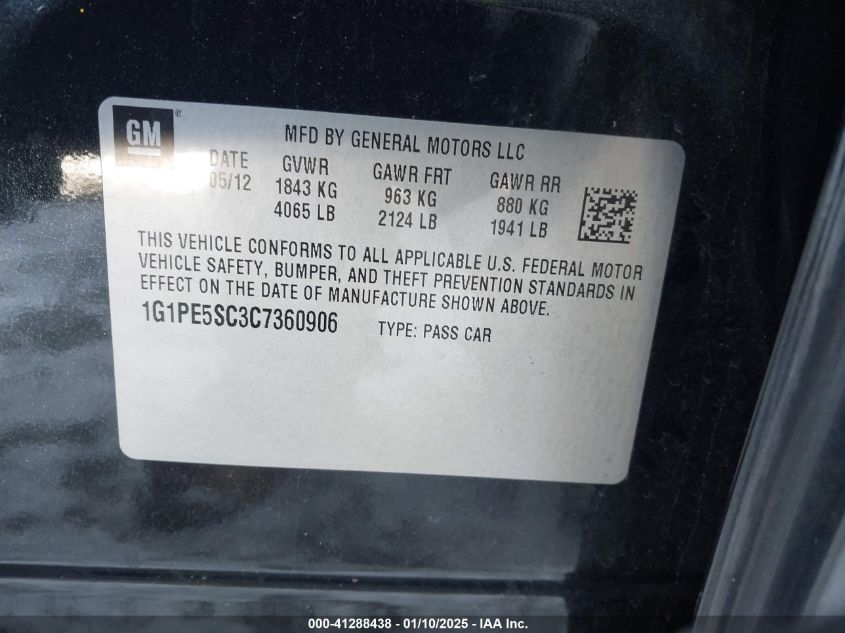 GM
MFD BY GENERAL MOTORS LLC
DATE GVWR GAWR FRT GAWR RR
05/12 1843 KG 963 KG 880 KG
4065 LB 2124 LB 1941 LB
THIS VEHICLE CONFORMS TO ALL APPLICABLE U.S. FEDERAL MOTOR
VEHICLE SAFETY, BUMPER, AND THEFT PREVENTION STANDARDS IN
EFFECT ON THE DATE OF MANUFACTURE SHOWN ABOVE.
1G1PE5SC3C7360906 TYPE: PASS CAR
000-41288438 - 01/10/2025 - IAA Inc.